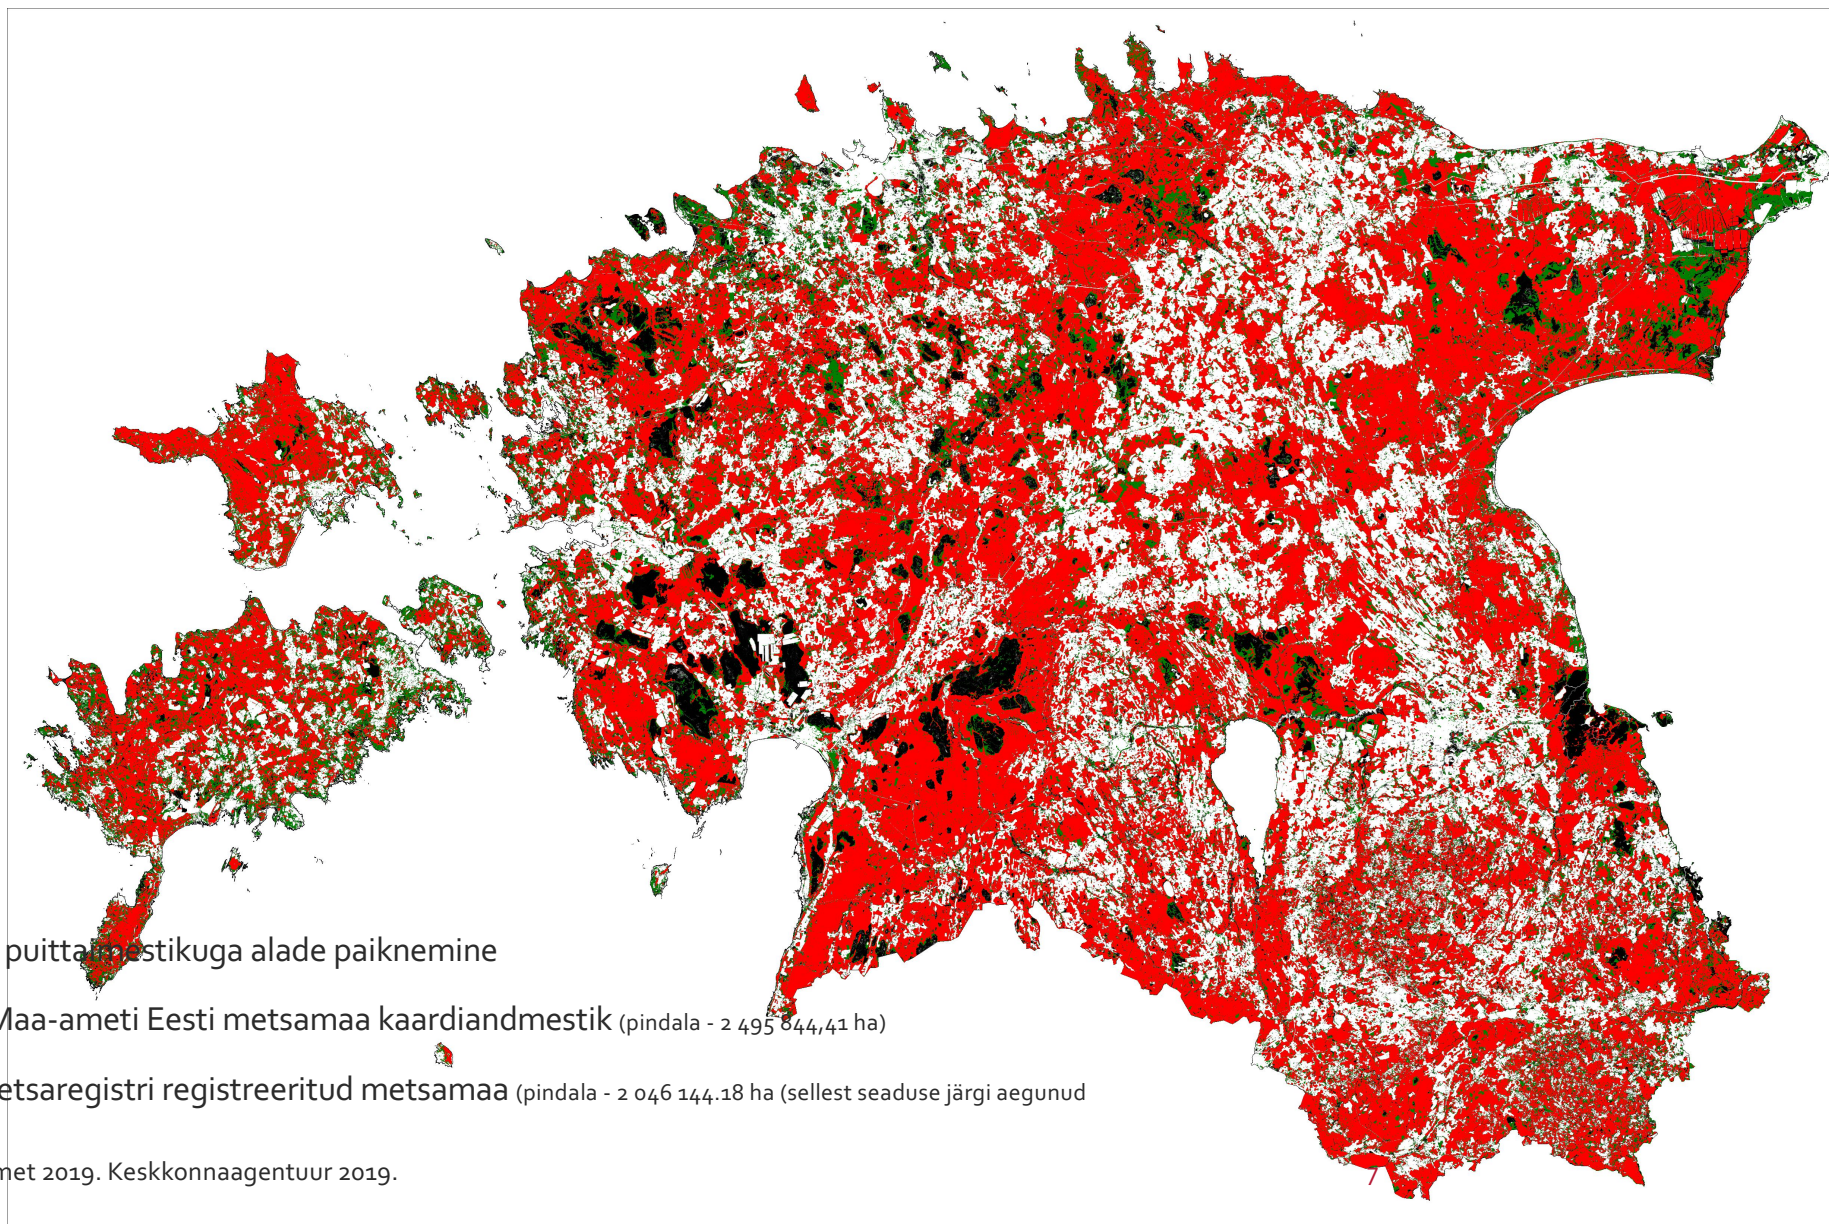 puittaimestikuga alade paiknemine
Maa-ameti Eesti metsamaa kaardiandmestik (pindala - 2 495 844,41 ha)
etsaregistri registreeritud metsamaa (pindala - 2 046 144.18 ha (sellest seaduse järgi aegunud
met 2019. Keskkonnaagentuur 2019.
7